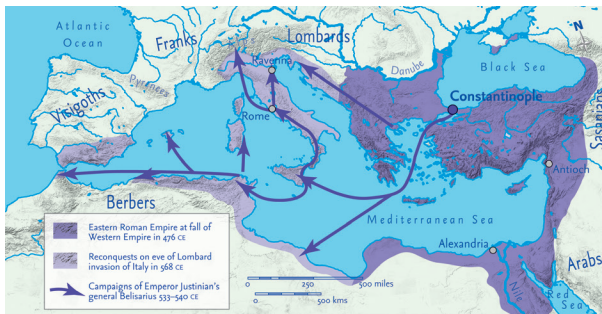 Atlantic
Ocean
Franks
Lombards
N
Pyrenees
Visigoths
Ravenna
Danube
Black Sea
Constantinople
Sasanians
Rome
Antioch
Berbers
Mediterranean Sea
Alexandria
Arabs
Nile
Red
Sea
Eastern Roman Empire at fall of
Western Empire in 476 CE
Reconquests on eve of Lombard
invasion of Italy in 568 CE
Campaigns of Emperor Justinian's
general Belisarius 533–540 CE
0 250 500 miles
0 500 kms